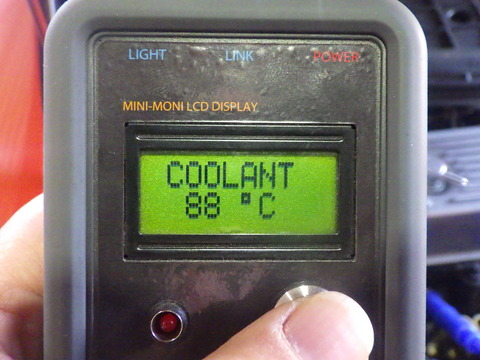 LIGHT LINK POWER
MINI-MONI LCD DISPLAY
COOLANT
88 °C